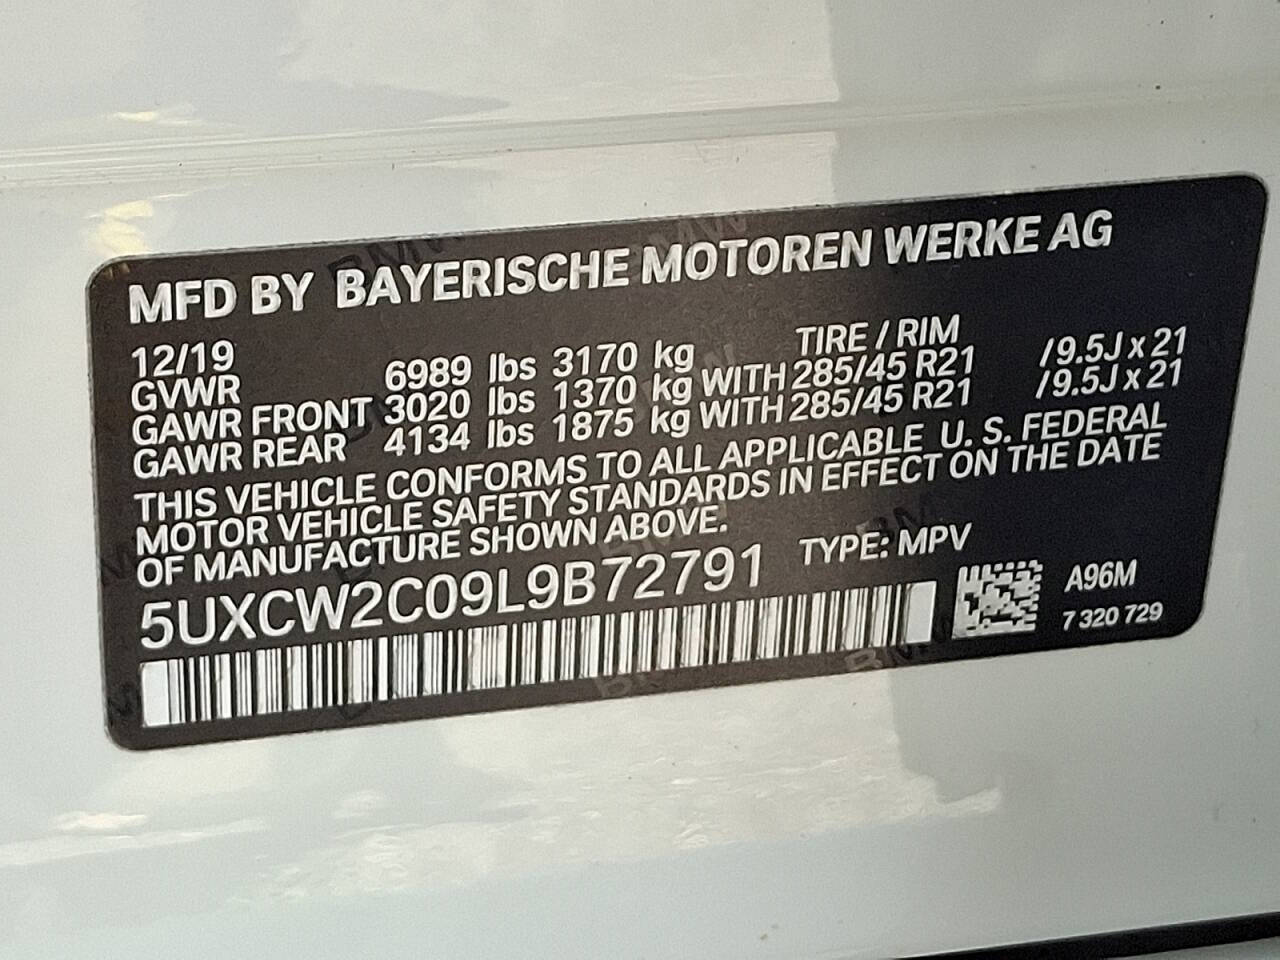 MFD BY BAYERISCHE MOTOREN WERKE AG
12/19 TIRE / RIM
GVWR 6989 lbs 3170 kg
GAWR FRONT 3020 lbs 1370 kg WITH 285/45 R21 /9.5J x 21
GAWR REAR 4134 lbs 1875 kg WITH 285/45 R21 /9.5J x 21
THIS VEHICLE CONFORMS TO ALL APPLICABLE U. S. FEDERAL
MOTOR VEHICLE SAFETY STANDARDS IN EFFECT ON THE DATE
OF MANUFACTURE SHOWN ABOVE.
5UXCW2C09L9B72791 TYPE: MPV
A96M
7 320 729